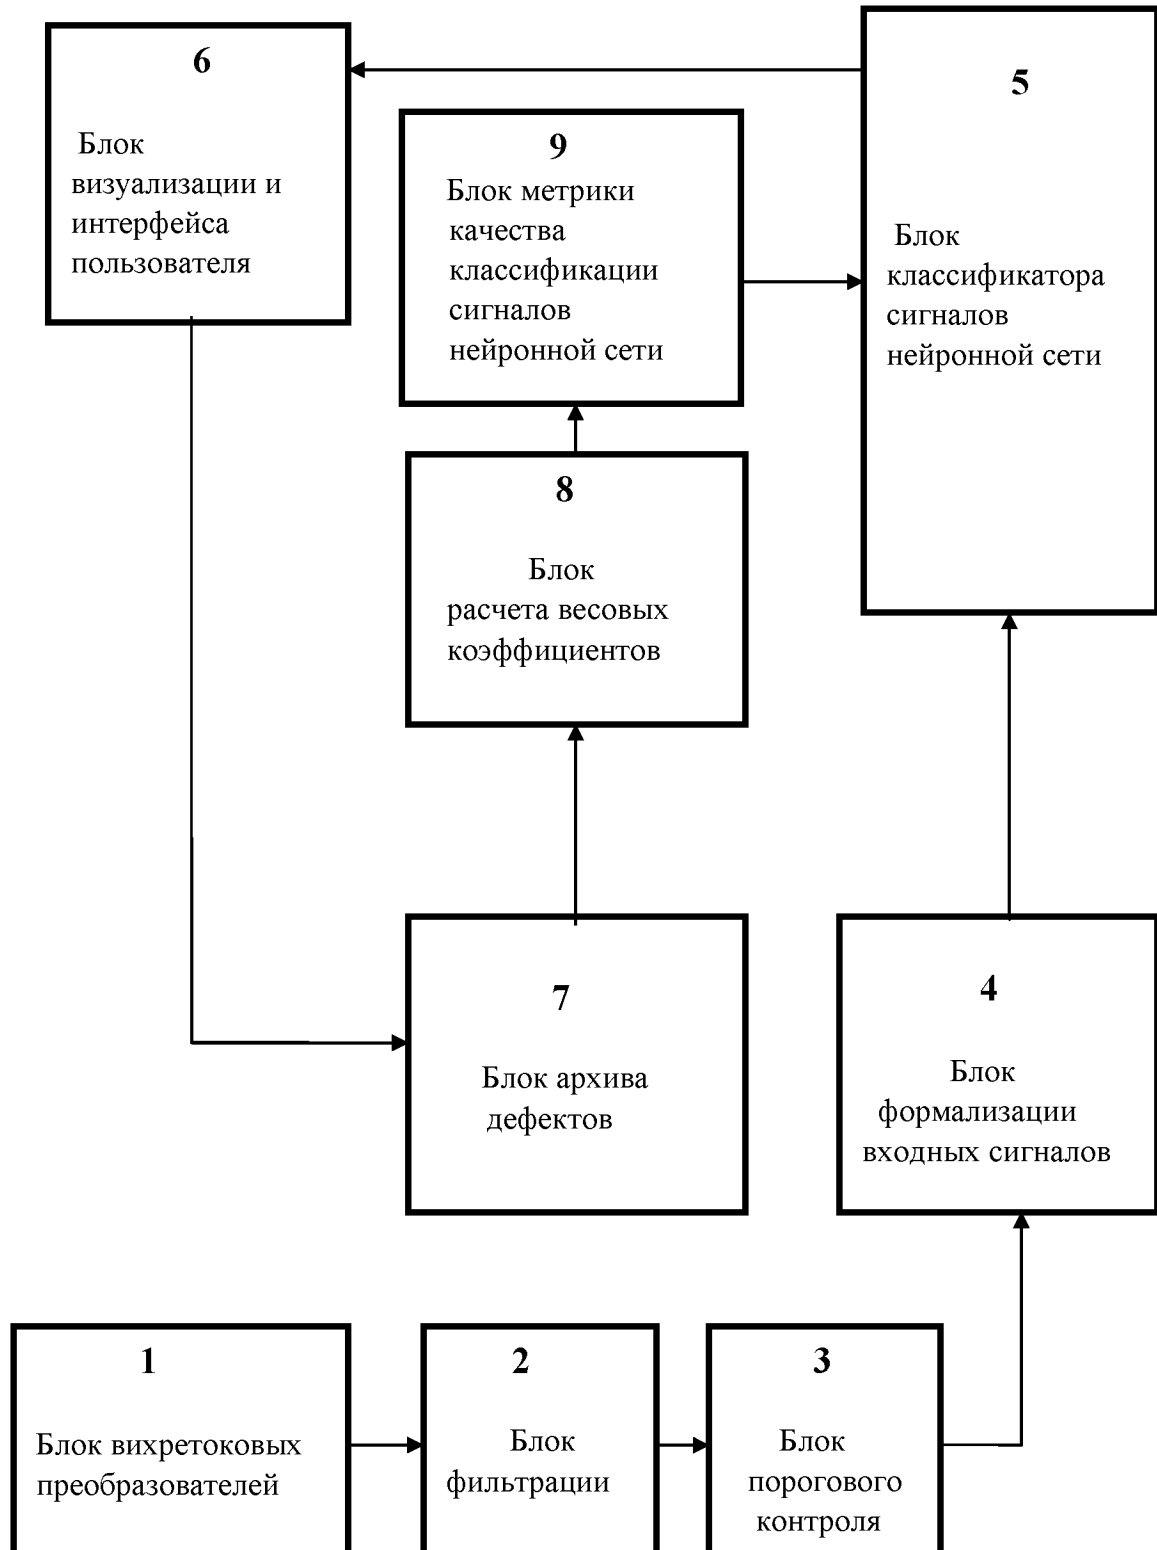 6
Блок
визуализации и
интерфейса
пользователя
9
Блок метрики
качества
классификации
сигналов
нейронной сети
5
Блок
классификатора
сигналов
нейронной сети
8
Блок
расчета весовых
коэффициентов
7
Блок архива
дефектов
4
Блок
формализации
входных сигналов
1
Блок вихретоковых
преобразователей
2
Блок
фильтрации
3
Блок
порогового
контроля